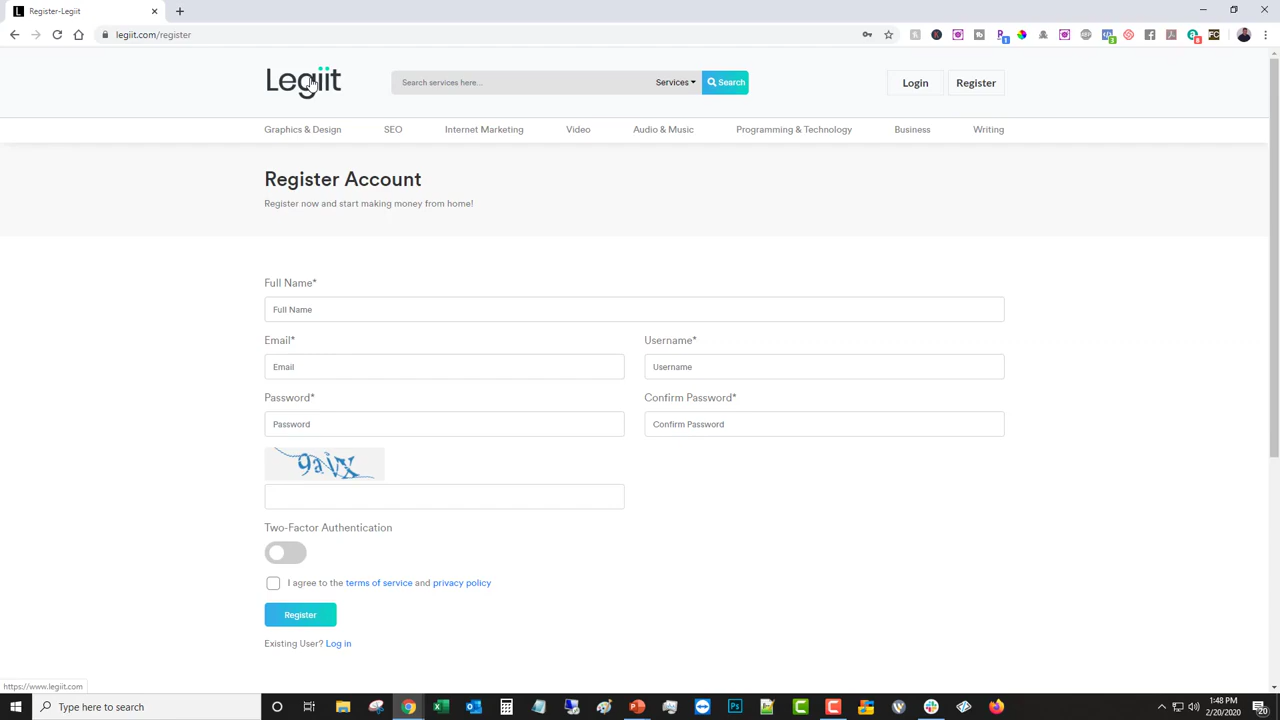 Register-Legiit
legiit.com/register
Legiit
Search services here...
Services
Search
Login
Register
Graphics & Design
SEO
Internet Marketing
Video
Audio & Music
Programming & Technology
Business
Writing
Register Account
Register now and start making money from home!
Full Name*
Full Name
Email*
Username*
Email
Username
Password*
Confirm Password*
Password
Confirm Password
9aVX
Two-Factor Authentication
I agree to the terms of service and privacy policy
Register
Existing User? Log in
https://www.legiit.com
Type here to search
1:48 PM
2/20/2020